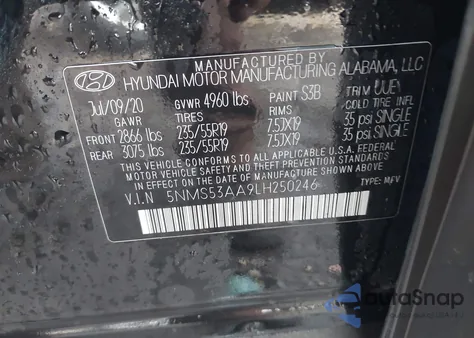 MANUFACTURED BY
HYUNDAI MOTOR MANUFACTURING ALABAMA, LLC
Jul/09/20 GVWR 4960 lbs PAINT S3B TRIM UUE
GAWR TIRES RIMS COLD TIRE INFL
FRONT 2866 lbs 235/55R19 7.5JX19 35 psi SINGLE
REAR 3075 lbs 235/55R19 7.5JX19 35 psi SINGLE
THIS VEHICLE CONFORMS TO ALL APPLICABLE U.S.A. FEDERAL
MOTOR VEHICLE SAFETY AND THEFT PREVENTION STANDARDS
IN EFFECT ON THE DATE OF MANUFACTURE SHOWN ABOVE.
V.I.N 5NMS53AA9LH250246 TYPE: MPV
autoSnap